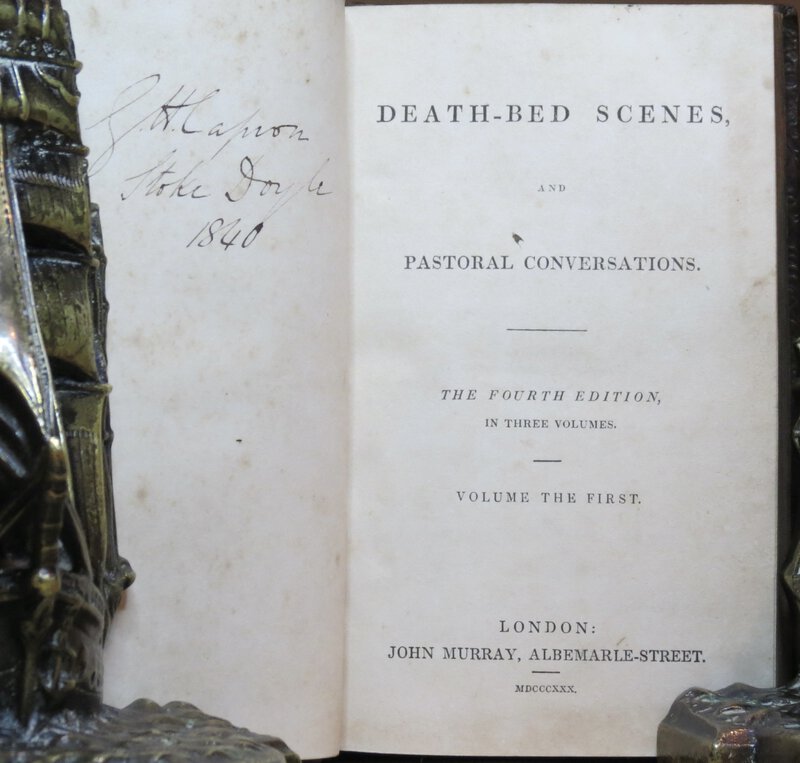 G. H. Capron
Stoke Doyle
1840
DEATH-BED SCENES,
AND
PASTORAL CONVERSATIONS.
THE FOURTH EDITION,
IN THREE VOLUMES.
VOLUME THE FIRST.
LONDON:
JOHN MURRAY, ALBEMARLE-STREET.
MDCCCXXX.